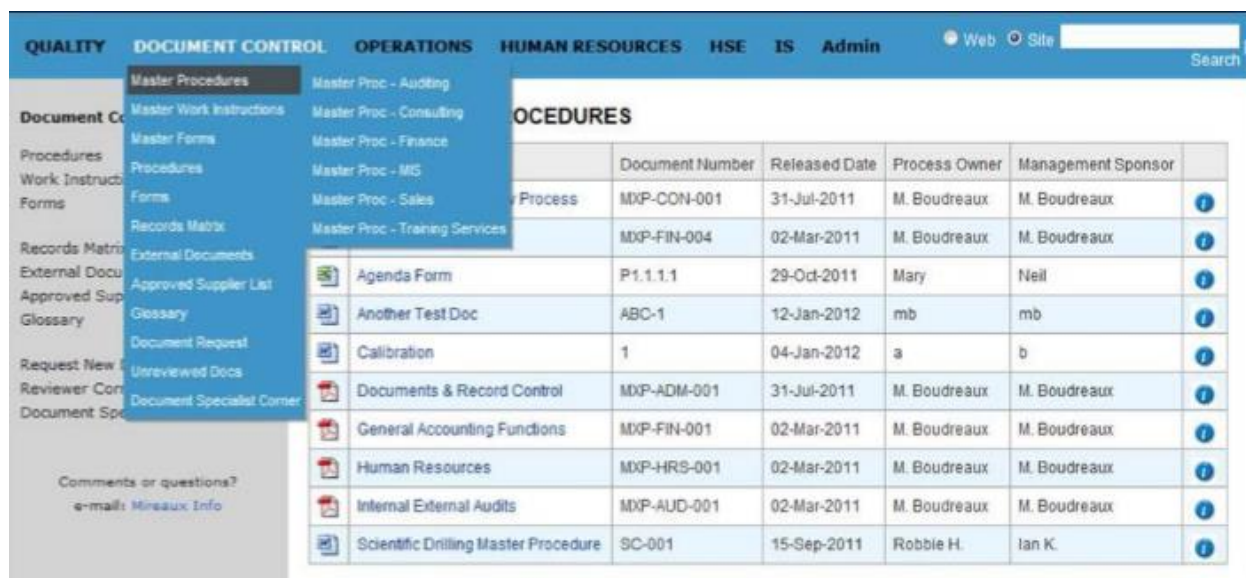 QUALITY DOCUMENT CONTROL OPERATIONS HUMAN RESOURCES HSE IS Admin Web Site
Search
Master Procedures
Master Work Instructions
Master Forms
Procedures
Forms
Records Matrix
External Documents
Approved Supplier List
Glossary
Document Request
Unreviewed Docs
Document Specialist Corner
Master Proc - Auditing
Master Proc - Consulting
Master Proc - Finance
Master Proc - MIS
Master Proc - Sales
Master Proc - Training Services
Document Co
Procedures
Work Instructi
Forms
Records Matrix
External Docu
Approved Sup
Glossary
Request New
Reviewer Cor
Document Spe
Comments or questions?
e-mail: Mireaux Info
OCEDURES
Document Number Released Date Process Owner Management Sponsor
Process MXP-CON-001 31-Jul-2011 M. Boudreaux M. Boudreaux
MXP-FIN-004 02-Mar-2011 M. Boudreaux M. Boudreaux
Agenda Form P1.1.1.1 29-Oct-2011 Mary Neil
Another Test Doc ABC-1 12-Jan-2012 mb mb
Calibration 1 04-Jan-2012 a b
Documents & Record Control MXP-ADM-001 31-Jul-2011 M. Boudreaux M. Boudreaux
General Accounting Functions MXP-FIN-001 02-Mar-2011 M. Boudreaux M. Boudreaux
Human Resources MXP-HRS-001 02-Mar-2011 M. Boudreaux M. Boudreaux
Internal External Audits MXP-AUD-001 02-Mar-2011 M. Boudreaux M. Boudreaux
Scientific Drilling Master Procedure SC-001 15-Sep-2011 Robbie H. Ian K.